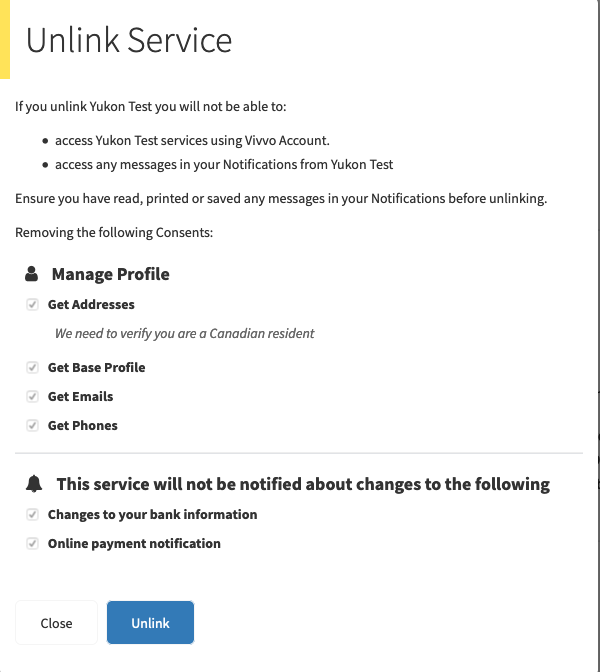 Unlink Service
If you unlink Yukon Test you will not be able to:
access Yukon Test services using Vivvo Account.
access any messages in your Notifications from Yukon Test
Ensure you have read, printed or saved any messages in your Notifications before unlinking.
Removing the following Consents:
Manage Profile
Get Addresses
We need to verify you are a Canadian resident
Get Base Profile
Get Emails
Get Phones
This service will not be notified about changes to the following
Changes to your bank information
Online payment notification
Close
Unlink